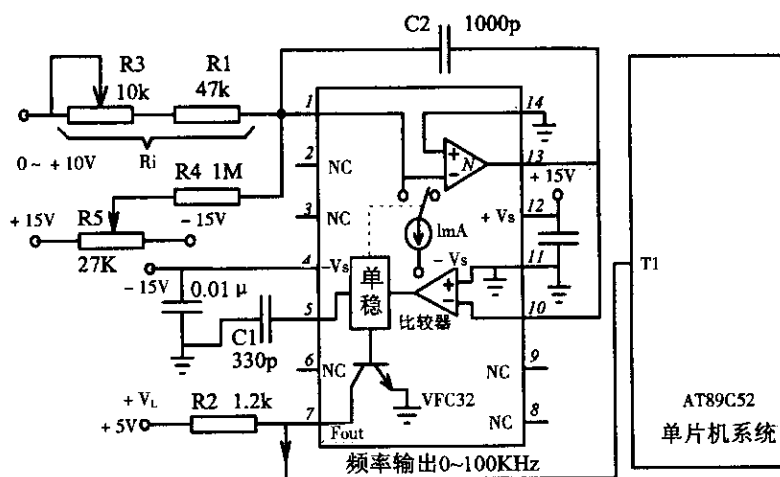 C2 1000p
R3
10k
R1
47k
0~ +10V
Ri
R4 1M
+15V
R5
27K
-15V
-15V
0.01 μ
C1
330p
+VL
+5V
R2 1.2k
1
2
NC
3
NC
4
-Vs
5
6
NC
7
Fout
14
+
-
N
13
+15V
12
+Vs
1mA
-Vs
11
单稳
+
-
比较器
10
9
NC
VFC32
8
NC
频率输出0~100KHz
T1
AT89C52
单片机系统